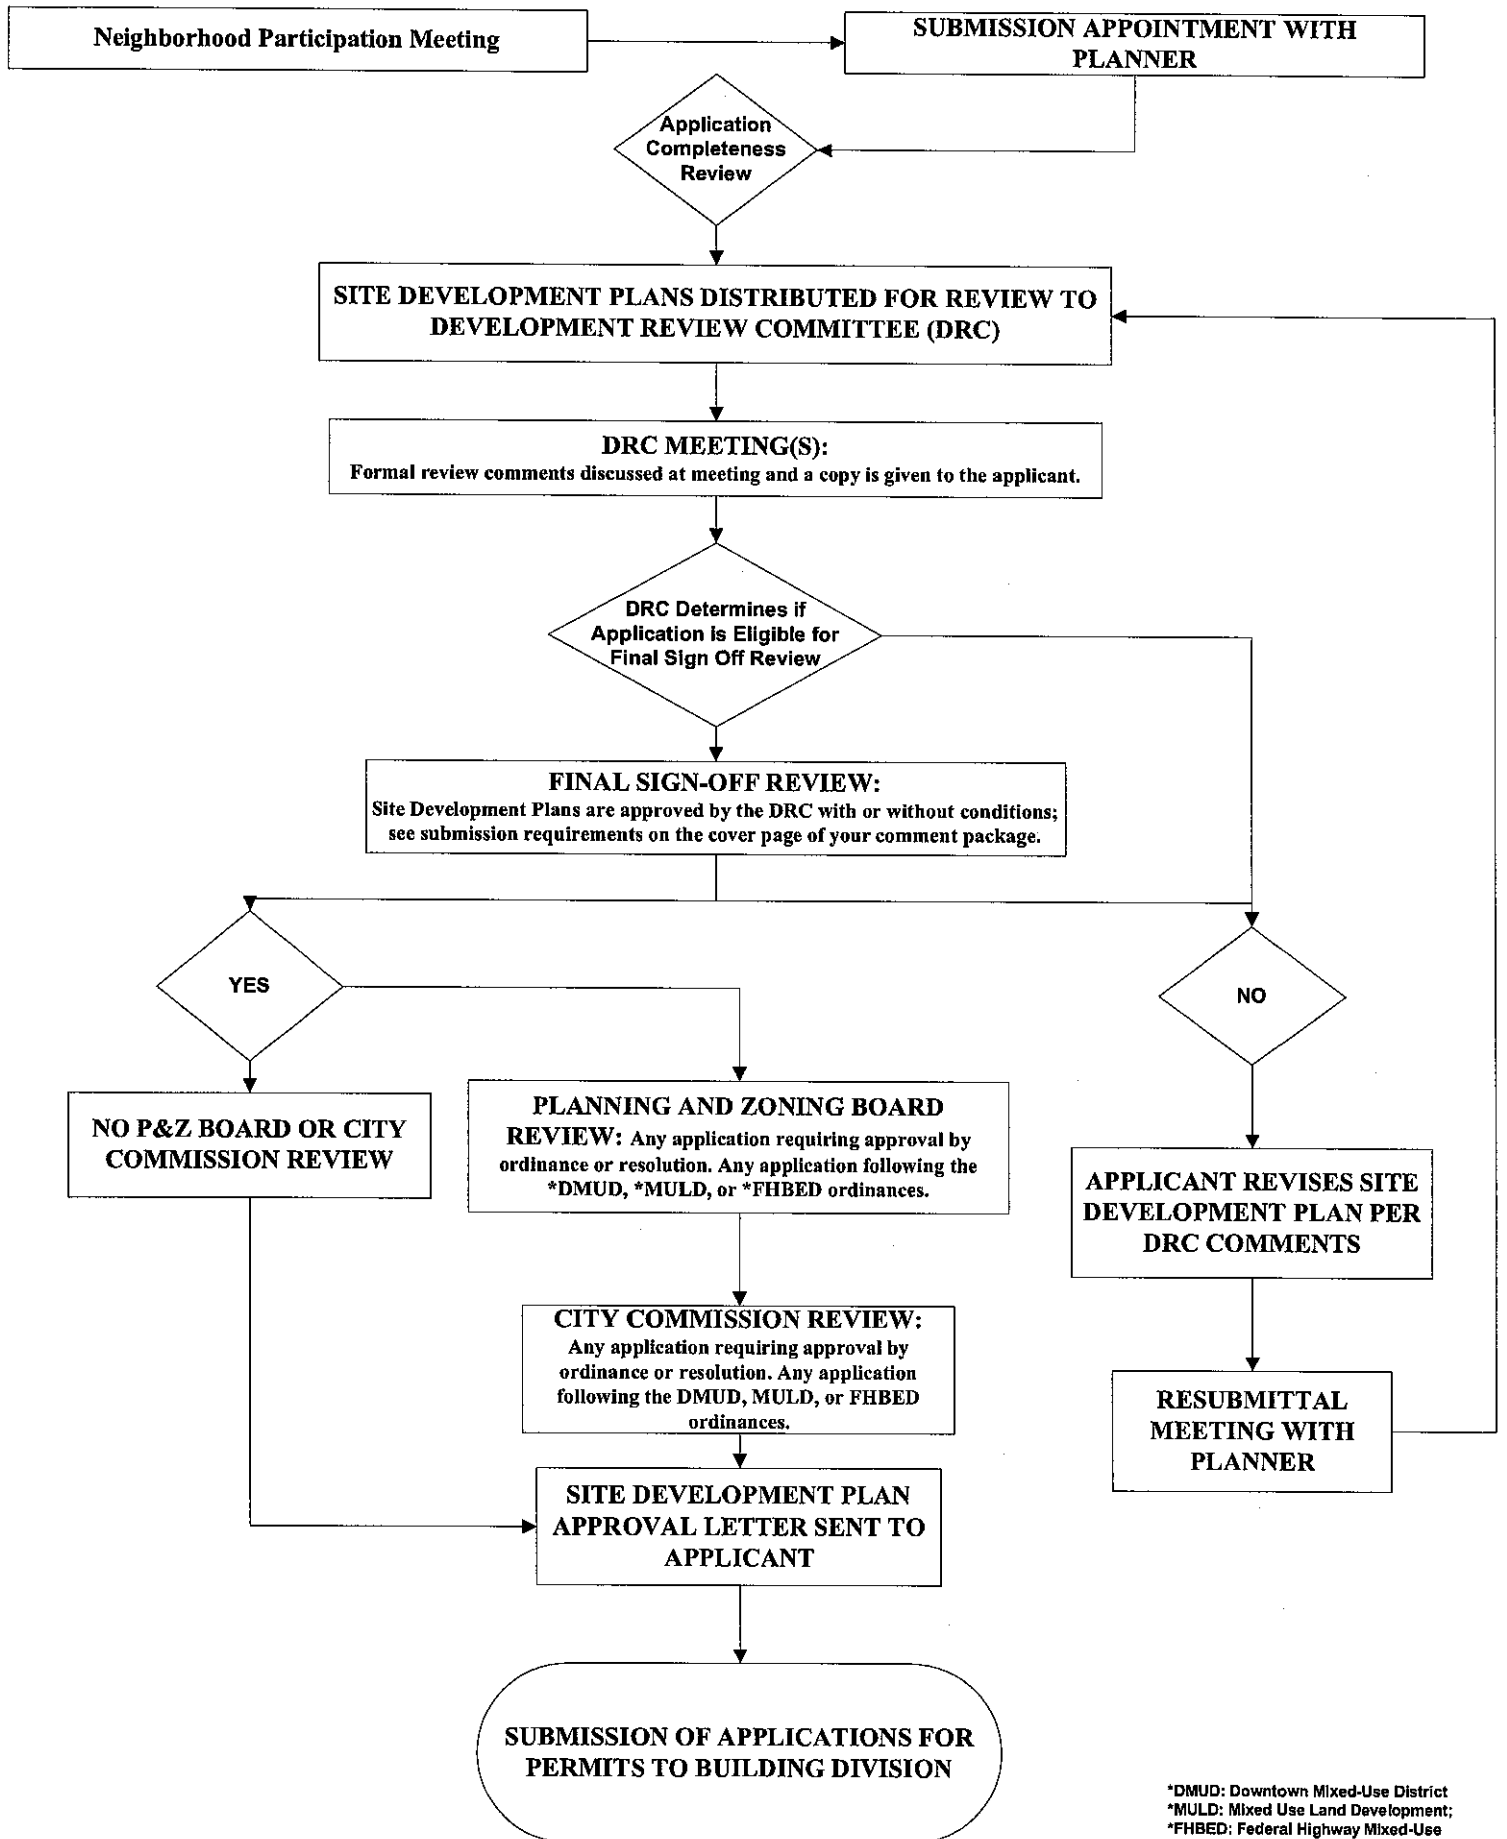 Neighborhood Participation Meeting
SUBMISSION APPOINTMENT WITH
PLANNER
Application
Completeness
Review
SITE DEVELOPMENT PLANS DISTRIBUTED FOR REVIEW TO
DEVELOPMENT REVIEW COMMITTEE (DRC)
DRC MEETING(S):
Formal review comments discussed at meeting and a copy is given to the applicant.
DRC Determines if
Application is Eligible for
Final Sign Off Review
FINAL SIGN-OFF REVIEW:
Site Development Plans are approved by the DRC with or without conditions;
see submission requirements on the cover page of your comment package.
YES
NO
NO P&Z BOARD OR CITY
COMMISSION REVIEW
PLANNING AND ZONING BOARD
REVIEW: Any application requiring approval by
ordinance or resolution. Any application following the
*DMUD, *MULD, or *FHBED ordinances.
APPLICANT REVISES SITE
DEVELOPMENT PLAN PER
DRC COMMENTS
CITY COMMISSION REVIEW:
Any application requiring approval by
ordinance or resolution. Any application
following the DMUD, MULD, or FHBED
ordinances.
RESUBMITTAL
MEETING WITH
PLANNER
SITE DEVELOPMENT PLAN
APPROVAL LETTER SENT TO
APPLICANT
SUBMISSION OF APPLICATIONS FOR
PERMITS TO BUILDING DIVISION
*DMUD: Downtown Mixed-Use District
*MULD: Mixed Use Land Development;
*FHBED: Federal Highway Mixed-Use